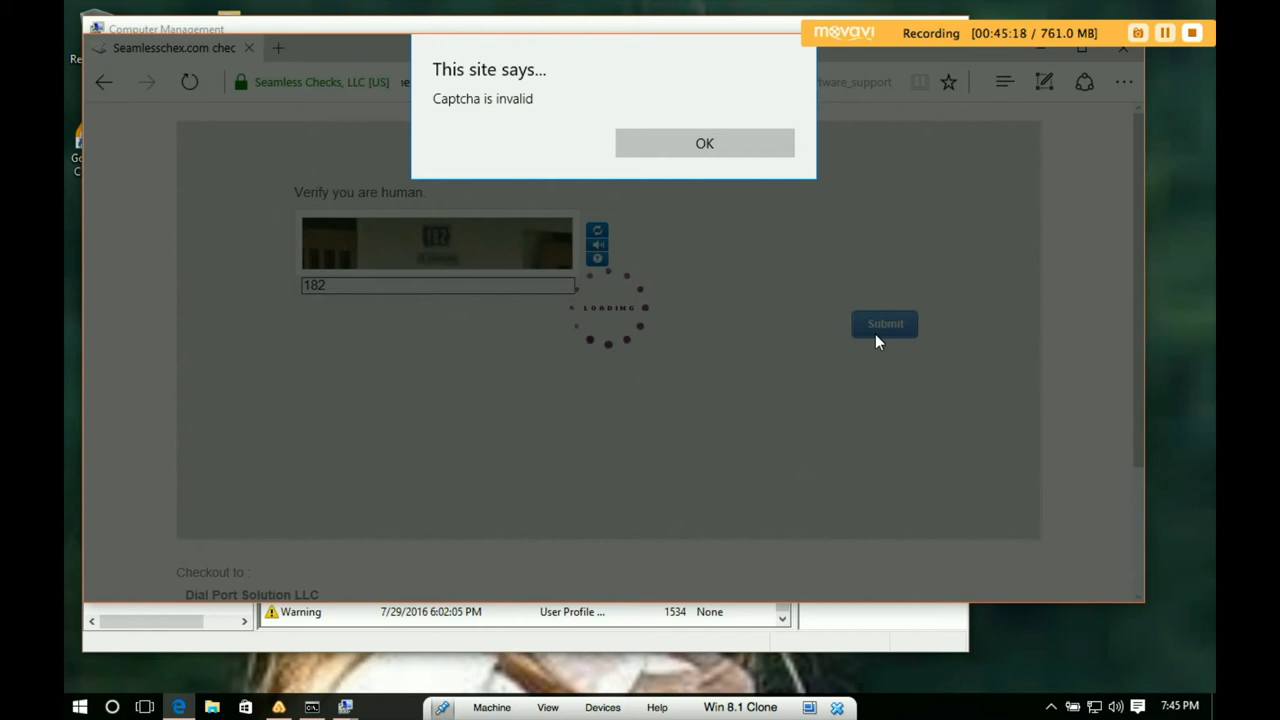 Computer Management
movavi
Recording [00:45:18 / 761.0 MB]
Seamlesschex.com chec
Seamless Checks, LLC [US]
ftware_support
This site says...
Captcha is invalid
OK
Verify you are human.
182
182
LOADING
Submit
Checkout to :
Dial Port Solution LLC
Warning 7/29/2016 6:02:05 PM User Profile ... 1534 None
Machine View Devices Help Win 8.1 Clone
7:45 PM